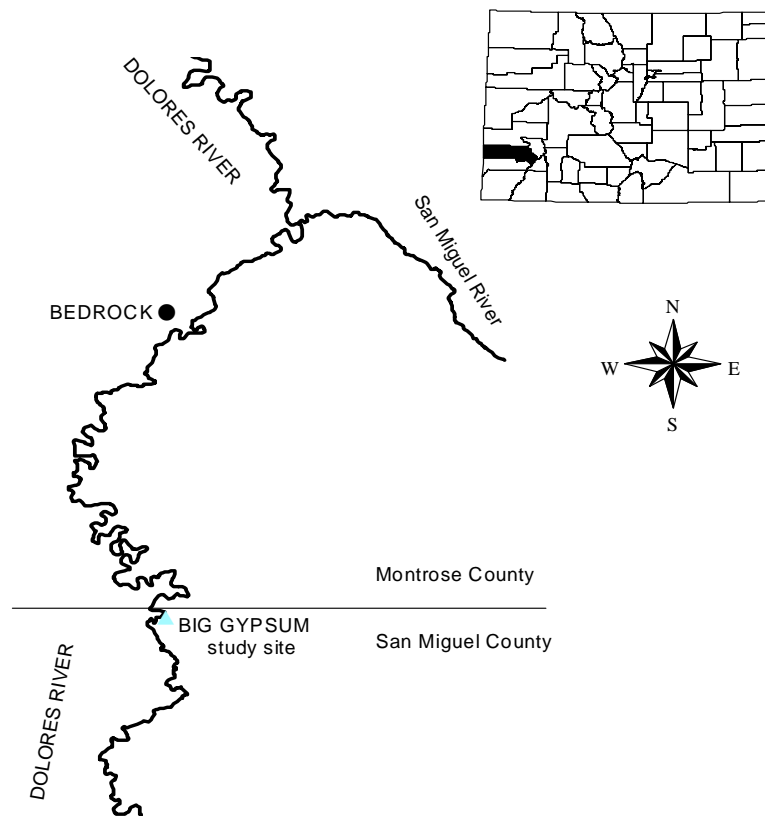 DOLORES RIVER
San Miguel River
BEDROCK
N
W E
S
Montrose County
BIG GYPSUM
study site
San Miguel County
DOLORES RIVER